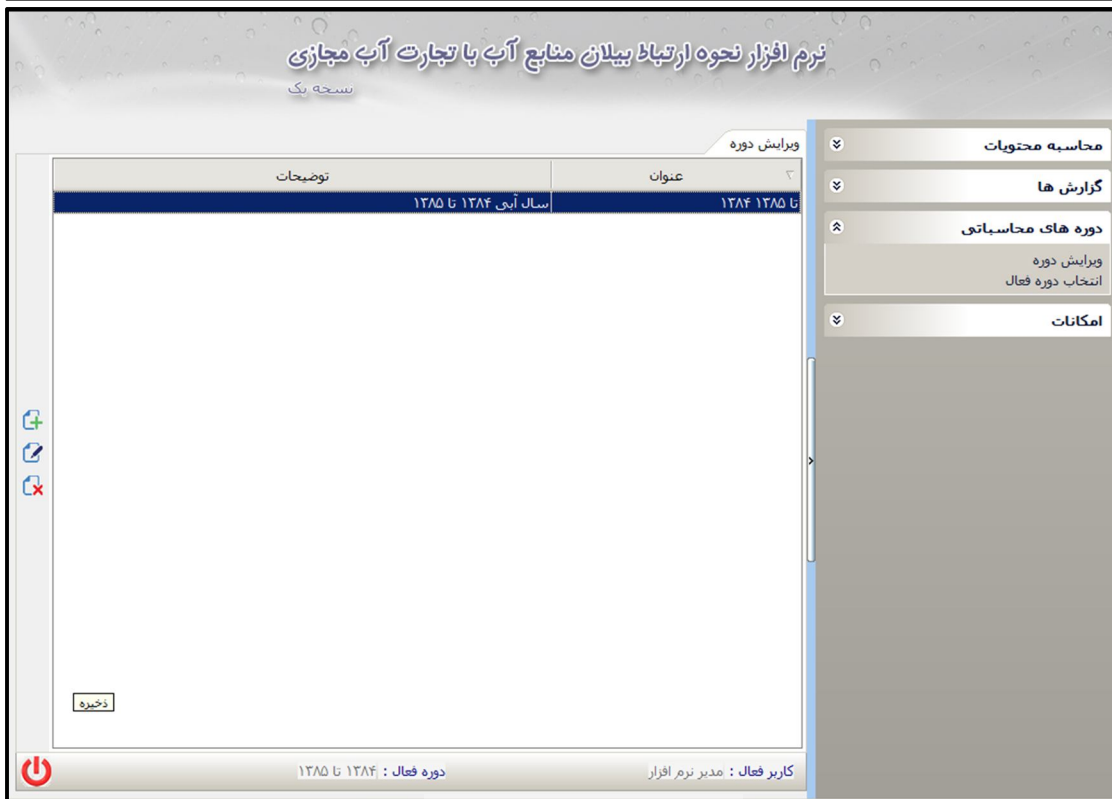 نرم افزار نحوه ارتباط بیلان منابع آب با تجارت آب مجازی
نسخه یک
محاسبه محتویات
گزارش ها
دوره های محاسباتی
ویرایش دوره
انتخاب دوره فعال
امکانات
ویرایش دوره
عنوان توضیحات
تا ۱۳۸۵ ۱۳۸۴ سال آبی ۱۳۸۴ تا ۱۳۸۵
ذخیره
کاربر فعال : مدیر نرم افزار دوره فعال : ۱۳۸۴ تا ۱۳۸۵